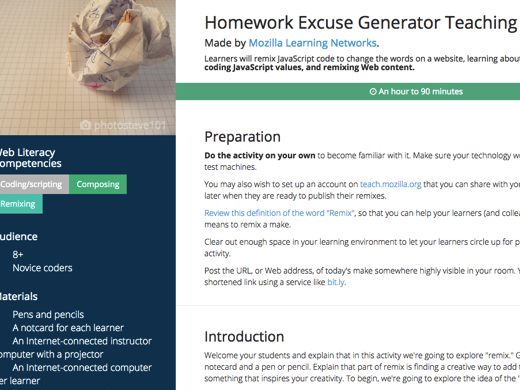 photosteve101
Web Literacy
Competencies
Coding/scripting
Composing
Remixing
Audience
8+
Novice coders
Materials
Pens and pencils
A notcard for each learner
An Internet-connected instructor
computer with a projector
An Internet-connected computer
per learner
Homework Excuse Generator Teaching
Made by Mozilla Learning Networks.
Learners will remix JavaScript code to change the words on a website, learning about
coding JavaScript values, and remixing Web content.
An hour to 90 minutes
Preparation
Do the activity on your own to become familiar with it. Make sure your technology w
test machines.
You may also wish to set up an account on teach.mozilla.org that you can share with you
later when they are ready to publish their remixes.
Review this definition of the word "Remix", so that you can help your learners (and collea
means to remix a make.
Clear out enough space in your learning environment to let your learners circle up for p
activity.
Post the URL, or Web address, of today's make somewhere highly visible in your room. Y
shortened link using a service like bit.ly.
Introduction
Welcome your students and explain that in this activity we're going to explore "remix." G
notecard and a pen or pencil. Explain that part of remix is finding a creative way to add t
something that inspires your creativity. To begin, we're going to explore the idea of the "